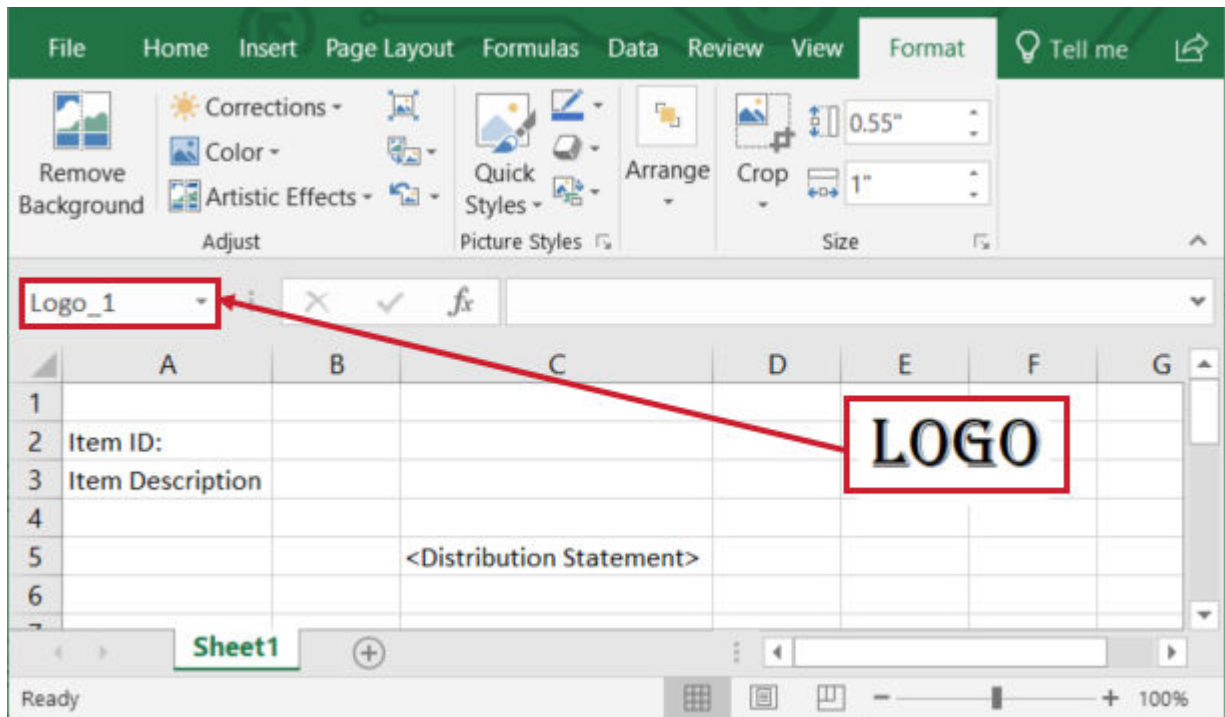 File Home Insert Page Layout Formulas Data Review View Format Tell me
Corrections
Color
Artistic Effects
Remove
Background
Adjust
Quick
Styles
Picture Styles
Arrange
Crop
0.55"
1"
Size
Logo_1
fx
A B C D E F G
1
2 Item ID:
3 Item Description
4
5 <Distribution Statement>
6
LOGO
Sheet1
Ready
100%